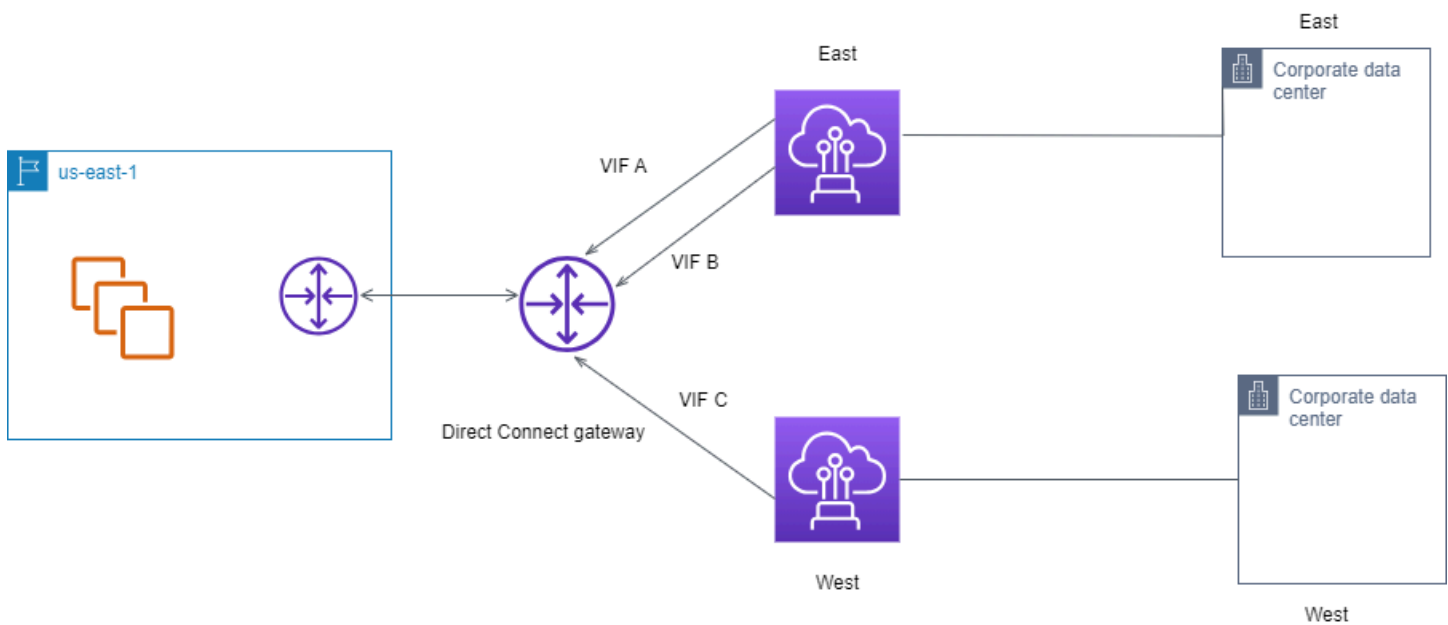 East
East
Corporate data
center
us-east-1
VIF A
VIF B
VIF C
Direct Connect gateway
Corporate data
center
West
West